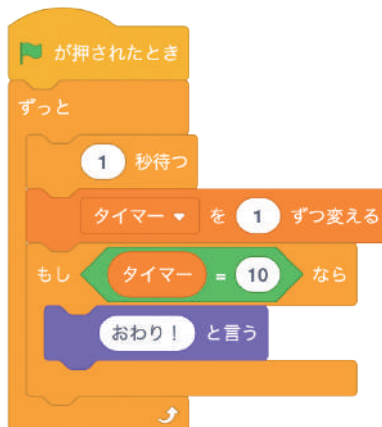 が押されたとき
ずっと
1 秒待つ
タイマー を 1 ずつ変える
もし タイマー = 10 なら
おわり! と言う